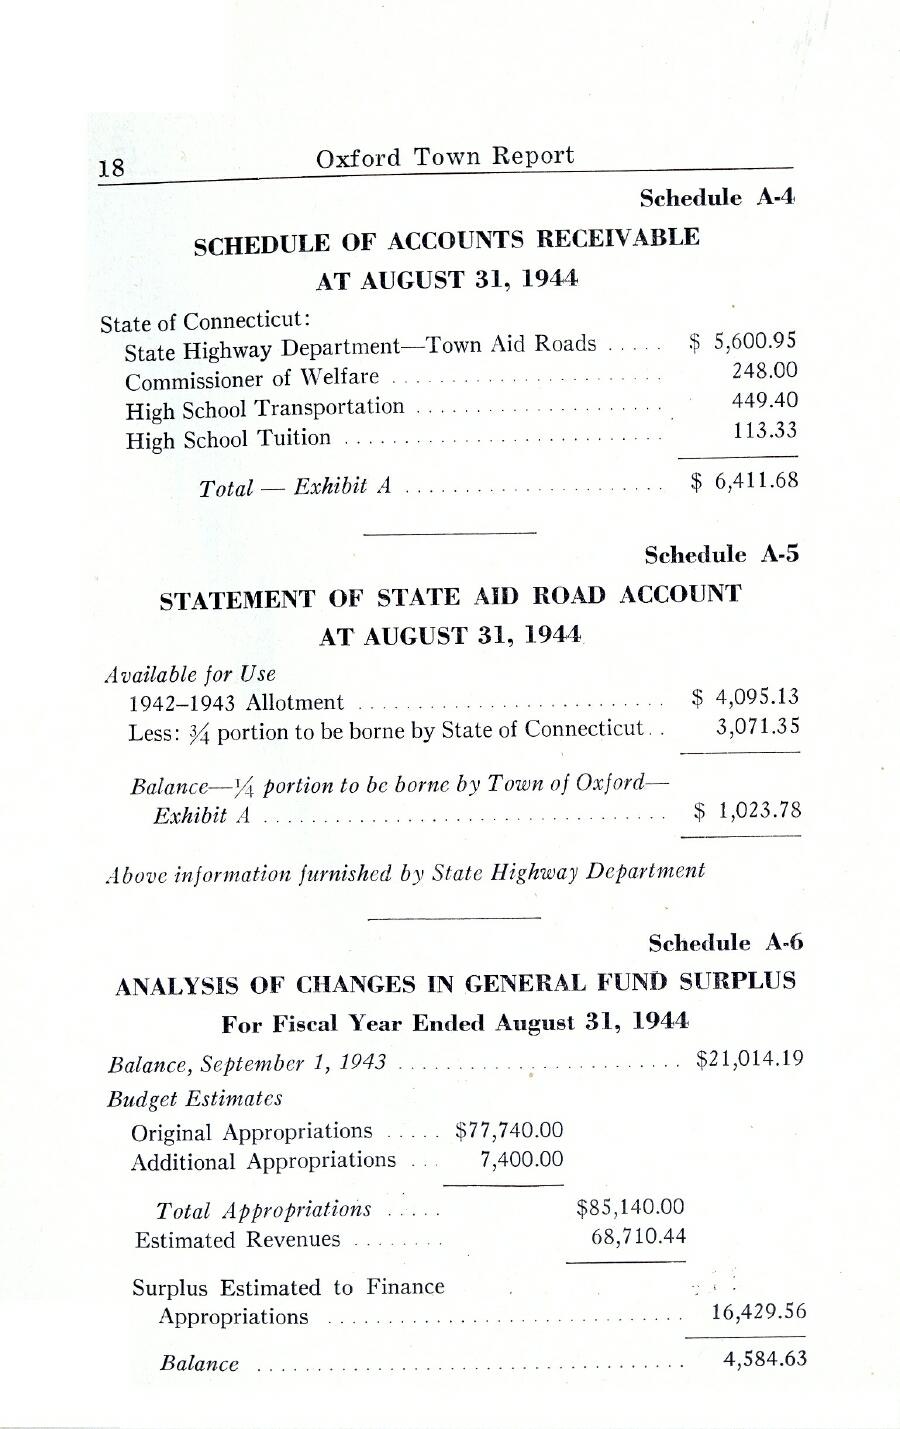 18 Oxford Town Report
Schedule A-4
SCHEDULE OF ACCOUNTS RECEIVABLE
AT AUGUST 31, 1944
State of Connecticut:
State Highway Department—Town Aid Roads ..... $ 5,600.95
Commissioner of Welfare ....................... 248.00
High School Transportation ..................... 449.40
High School Tuition ........................... 113.33
Total — Exhibit A ...................... $ 6,411.68
Schedule A-5
STATEMENT OF STATE AID ROAD ACCOUNT
AT AUGUST 31, 1944
Available for Use
1942–1943 Allotment .......................... $ 4,095.13
Less: ¾ portion to be borne by State of Connecticut.. 3,071.35
Balance—¼ portion to be borne by Town of Oxford—
Exhibit A .................................. $ 1,023.78
Above information furnished by State Highway Department
Schedule A-6
ANALYSIS OF CHANGES IN GENERAL FUND SURPLUS
For Fiscal Year Ended August 31, 1944
Balance, September 1, 1943 ........................ $21,014.19
Budget Estimates
Original Appropriations ..... $77,740.00
Additional Appropriations ... 7,400.00
Total Appropriations ..... $85,140.00
Estimated Revenues ........ 68,710.44
Surplus Estimated to Finance
Appropriations .............................. 16,429.56
Balance .................................... 4,584.63